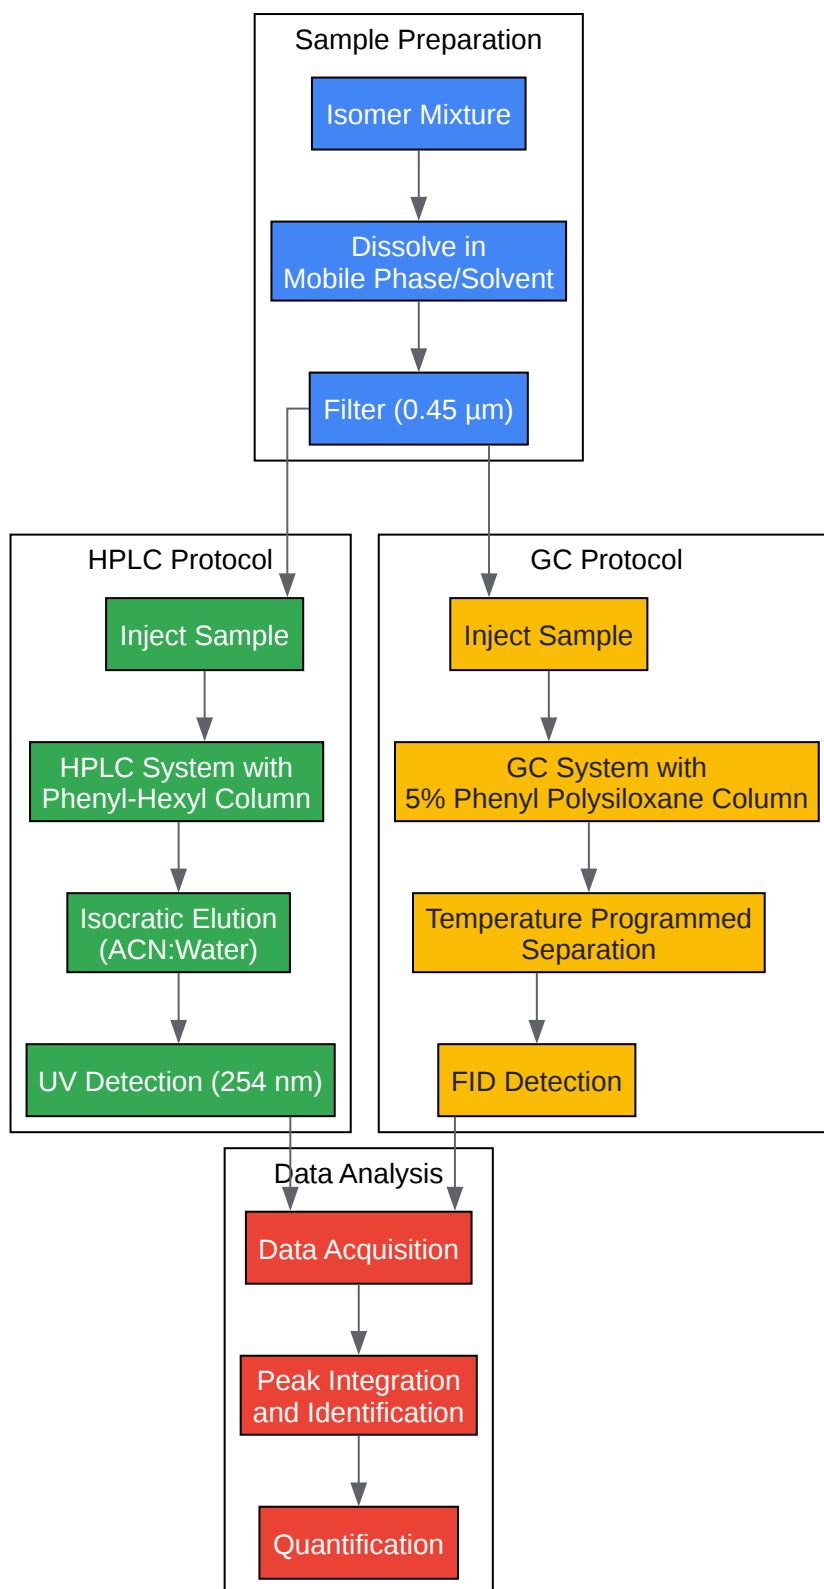 Sample Preparation
Isomer Mixture
Dissolve in
Mobile Phase/Solvent
Filter (0.45 µm)
HPLC Protocol
Inject Sample
HPLC System with
Phenyl-Hexyl Column
Isocratic Elution
(ACN:Water)
UV Detection (254 nm)
GC Protocol
Inject Sample
GC System with
5% Phenyl Polysiloxane Column
Temperature Programmed
Separation
FID Detection
Data Analysis
Data Acquisition
Peak Integration
and Identification
Quantification